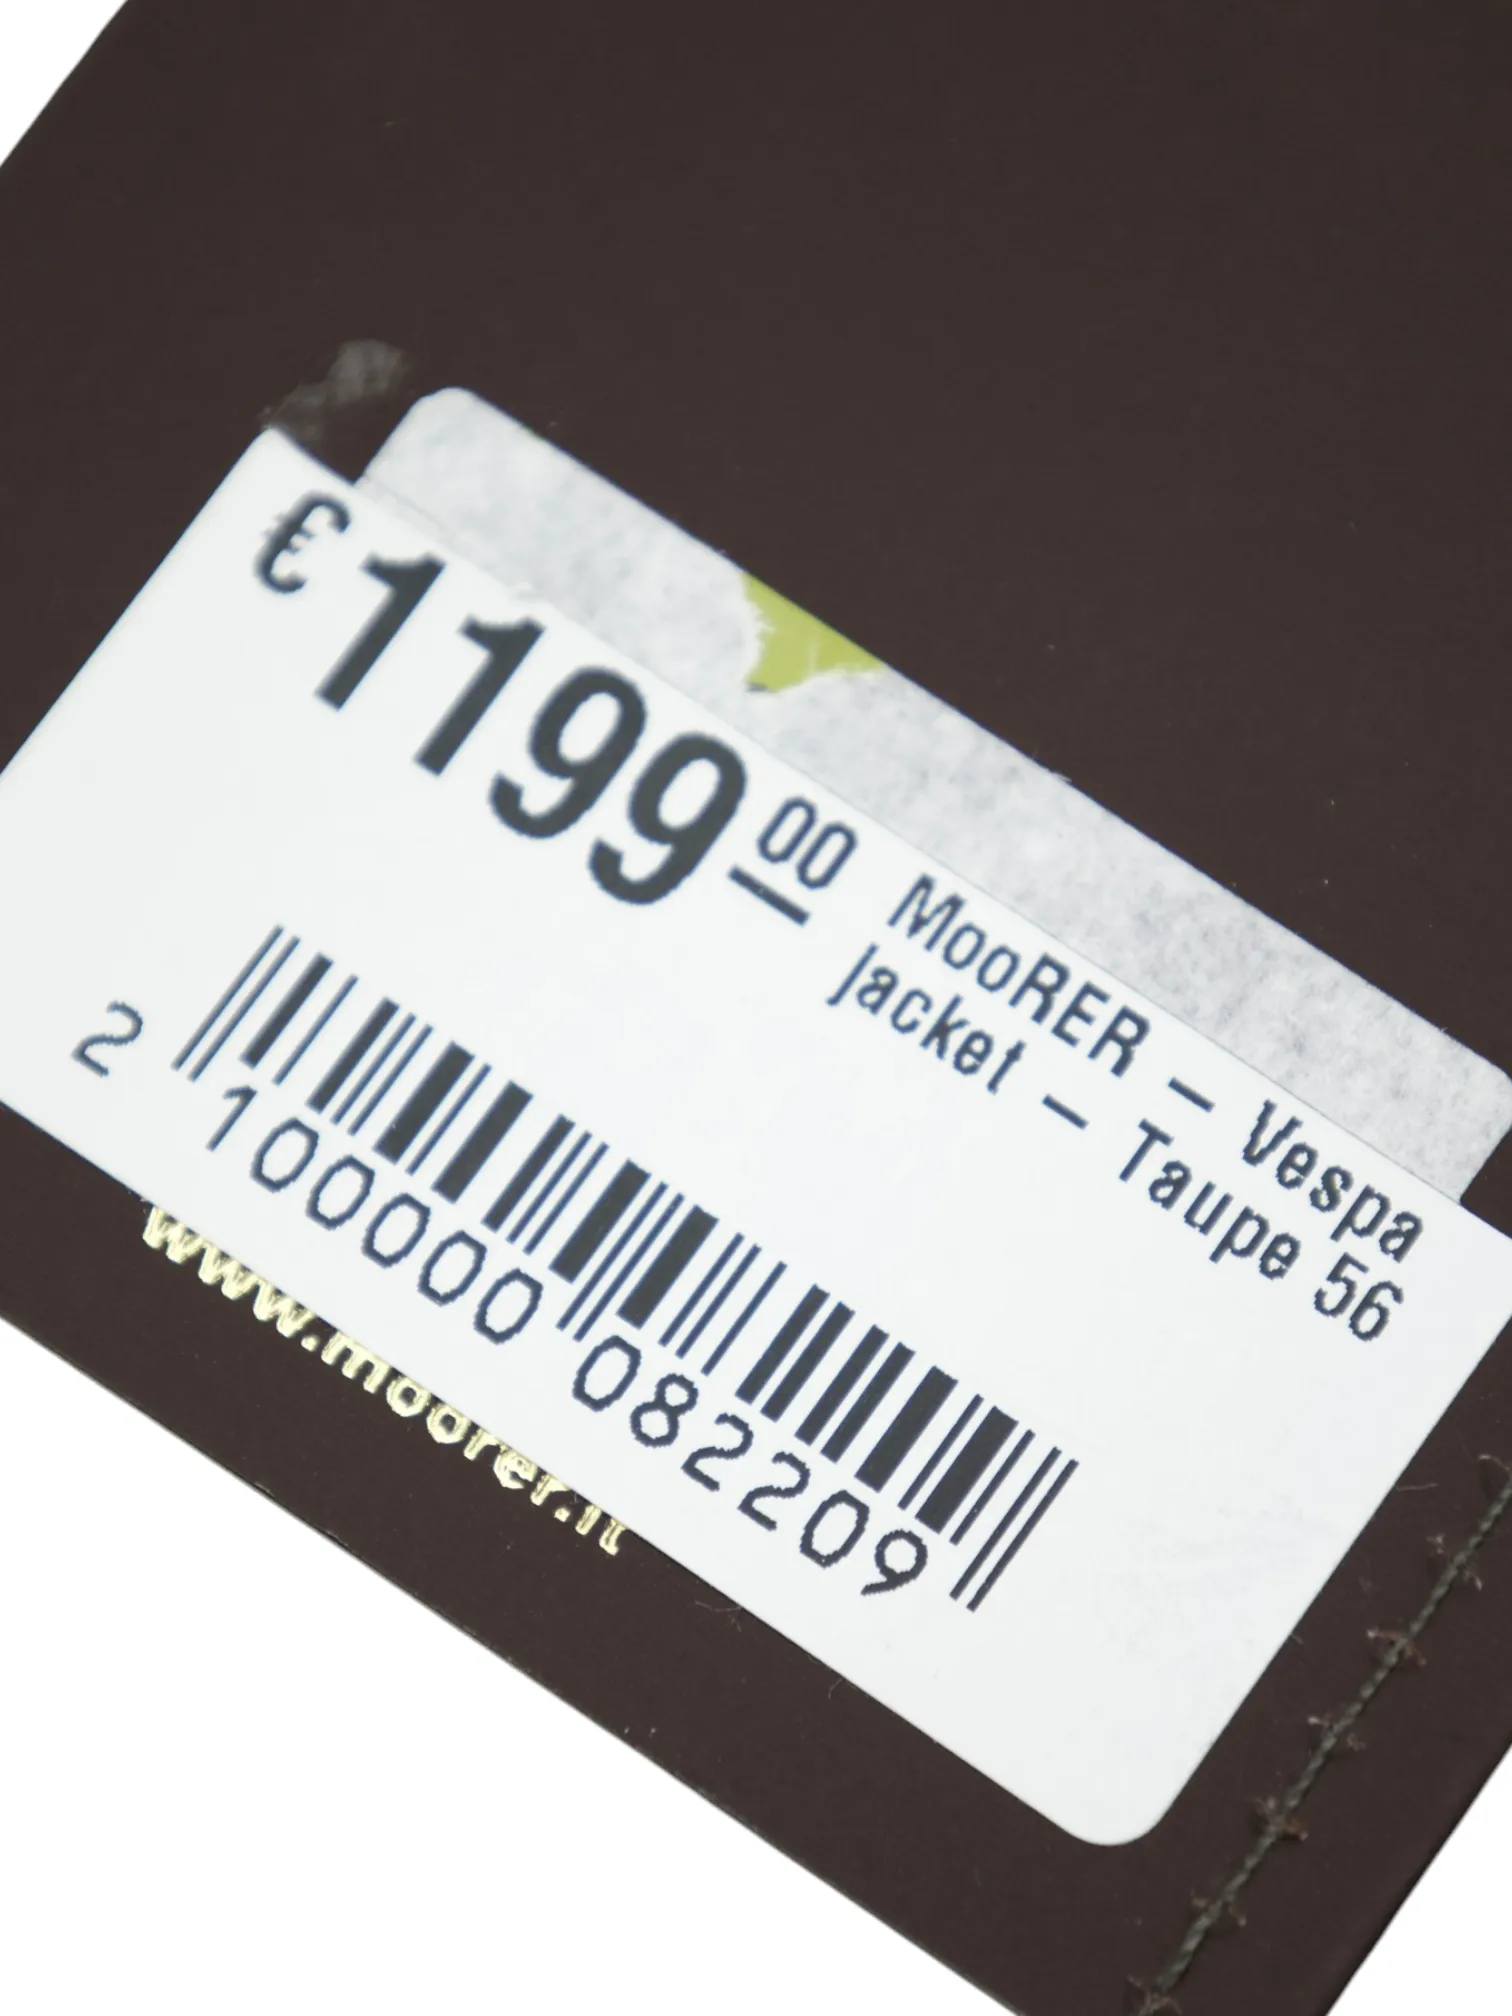 € 1199.00
MooRER – Vespa
jacket – Taupe 56
2 100000 082209
www.moorer.it